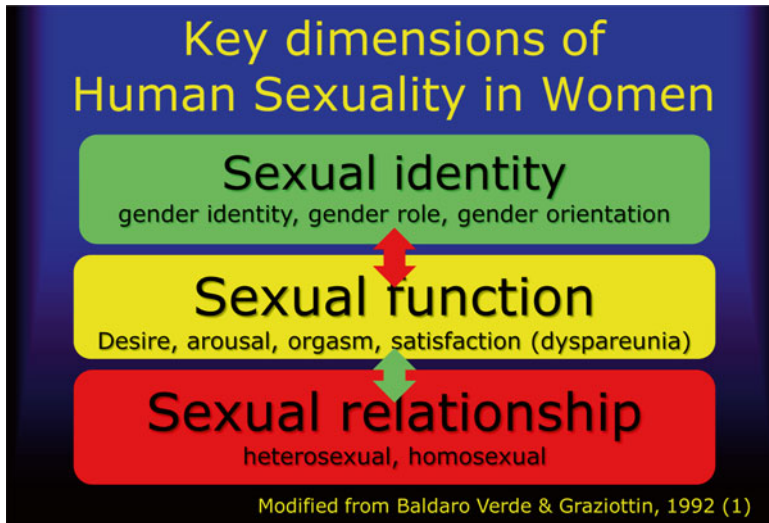 Key dimensions of
Human Sexuality in Women
Sexual identity
gender identity, gender role, gender orientation
Sexual function
Desire, arousal, orgasm, satisfaction (dyspareunia)
Sexual relationship
heterosexual, homosexual
Modified from Baldaro Verde & Graziottin, 1992 (1)